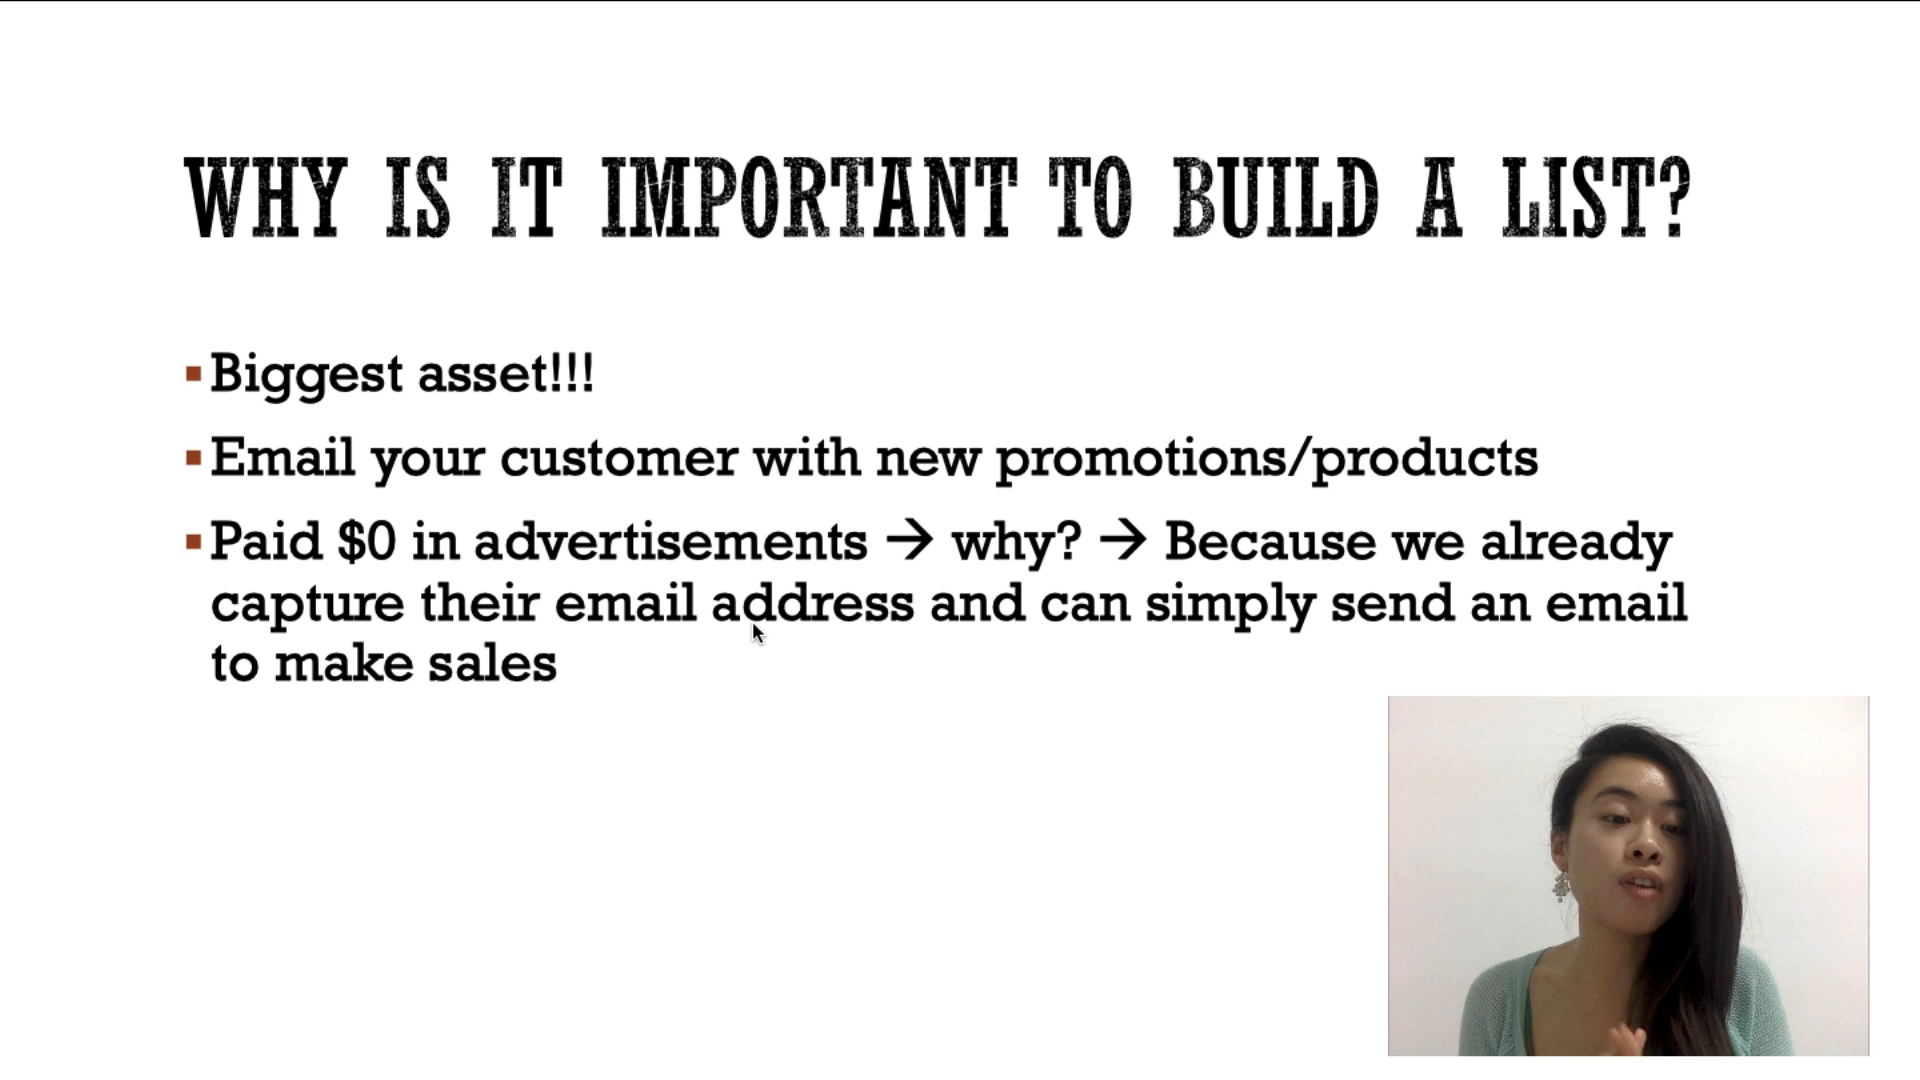 WHY IS IT IMPORTANT TO BUILD A LIST?
▪Biggest asset!!!
▪Email your customer with new promotions/products
▪Paid $0 in advertisements → why? → Because we already
capture their email address and can simply send an email
to make sales